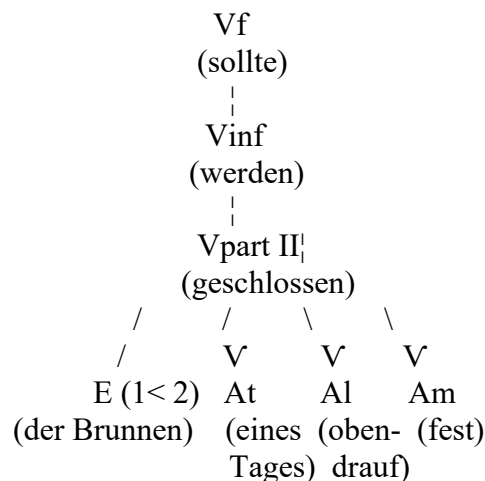 Vf
(sollte)
¦
Vinf
(werden)
¦
Vpart II¦
(geschlossen)
/ / \ \
/ V V V
E (1< 2) At Al Am
(der Brunnen) (eines (oben- (fest)
Tages) drauf)